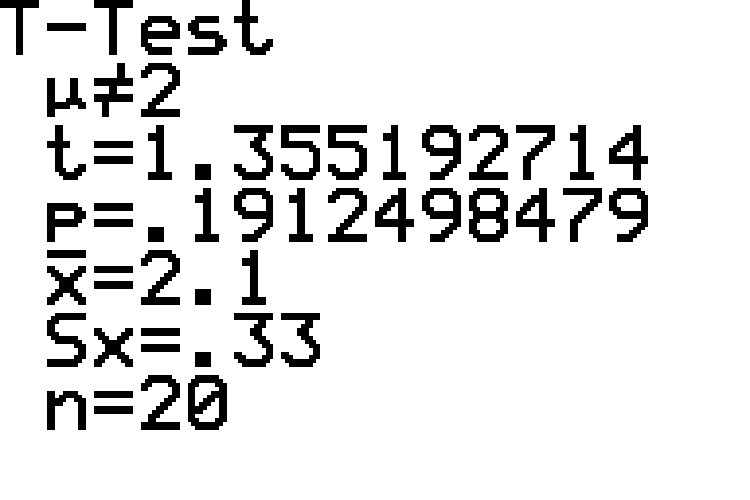 T-Test
μ≠2
t=1.355192714
p=.1912498479
x̄=2.1
Sx=.33
n=20